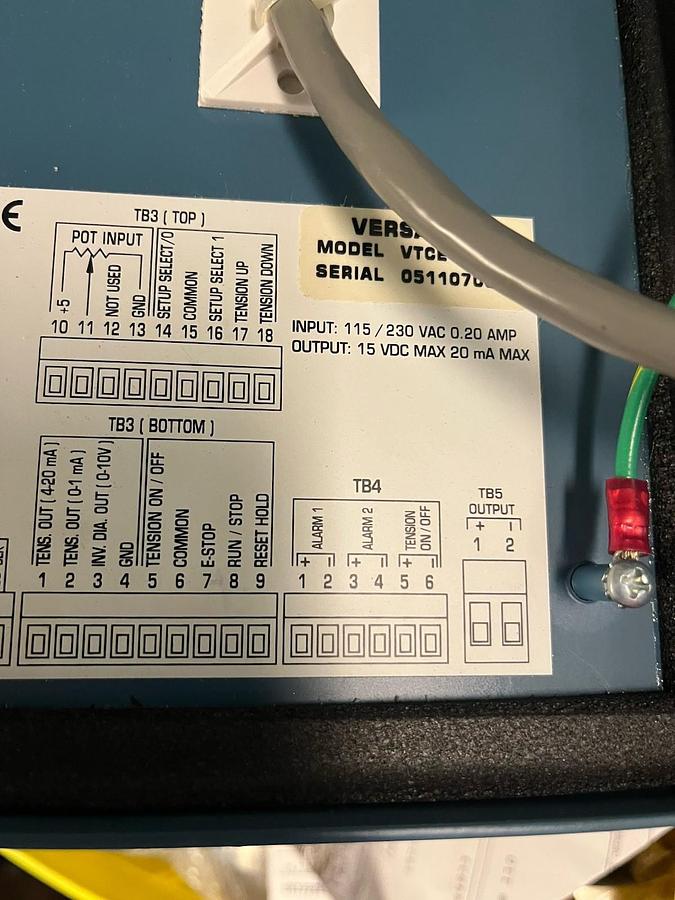 CE
TB3 ( TOP )
POT INPUT
+5
NOT USED
GND
SETUP SELECT/0
COMMON
SETUP SELECT 1
TENSION UP
TENSION DOWN
10 11 12 13 14 15 16 17 18
MODEL VTC
SERIAL 0511070
INPUT: 115 / 230 VAC 0.20 AMP
OUTPUT: 15 VDC MAX 20 mA MAX
TB3 ( BOTTOM )
TENS. OUT ( 4-20 mA )
TENS. OUT ( 0-1 mA )
INV. DIA. OUT ( 0-10V )
GND
TENSION ON / OFF
COMMON
E-STOP
RUN / STOP
RESET HOLD
1 2 3 4 5 6 7 8 9
TB4
ALARM 1
ALARM 2
TENSION
ON / OFF
+ - + - + -
1 2 3 4 5 6
TB5
OUTPUT
+ -
1 2